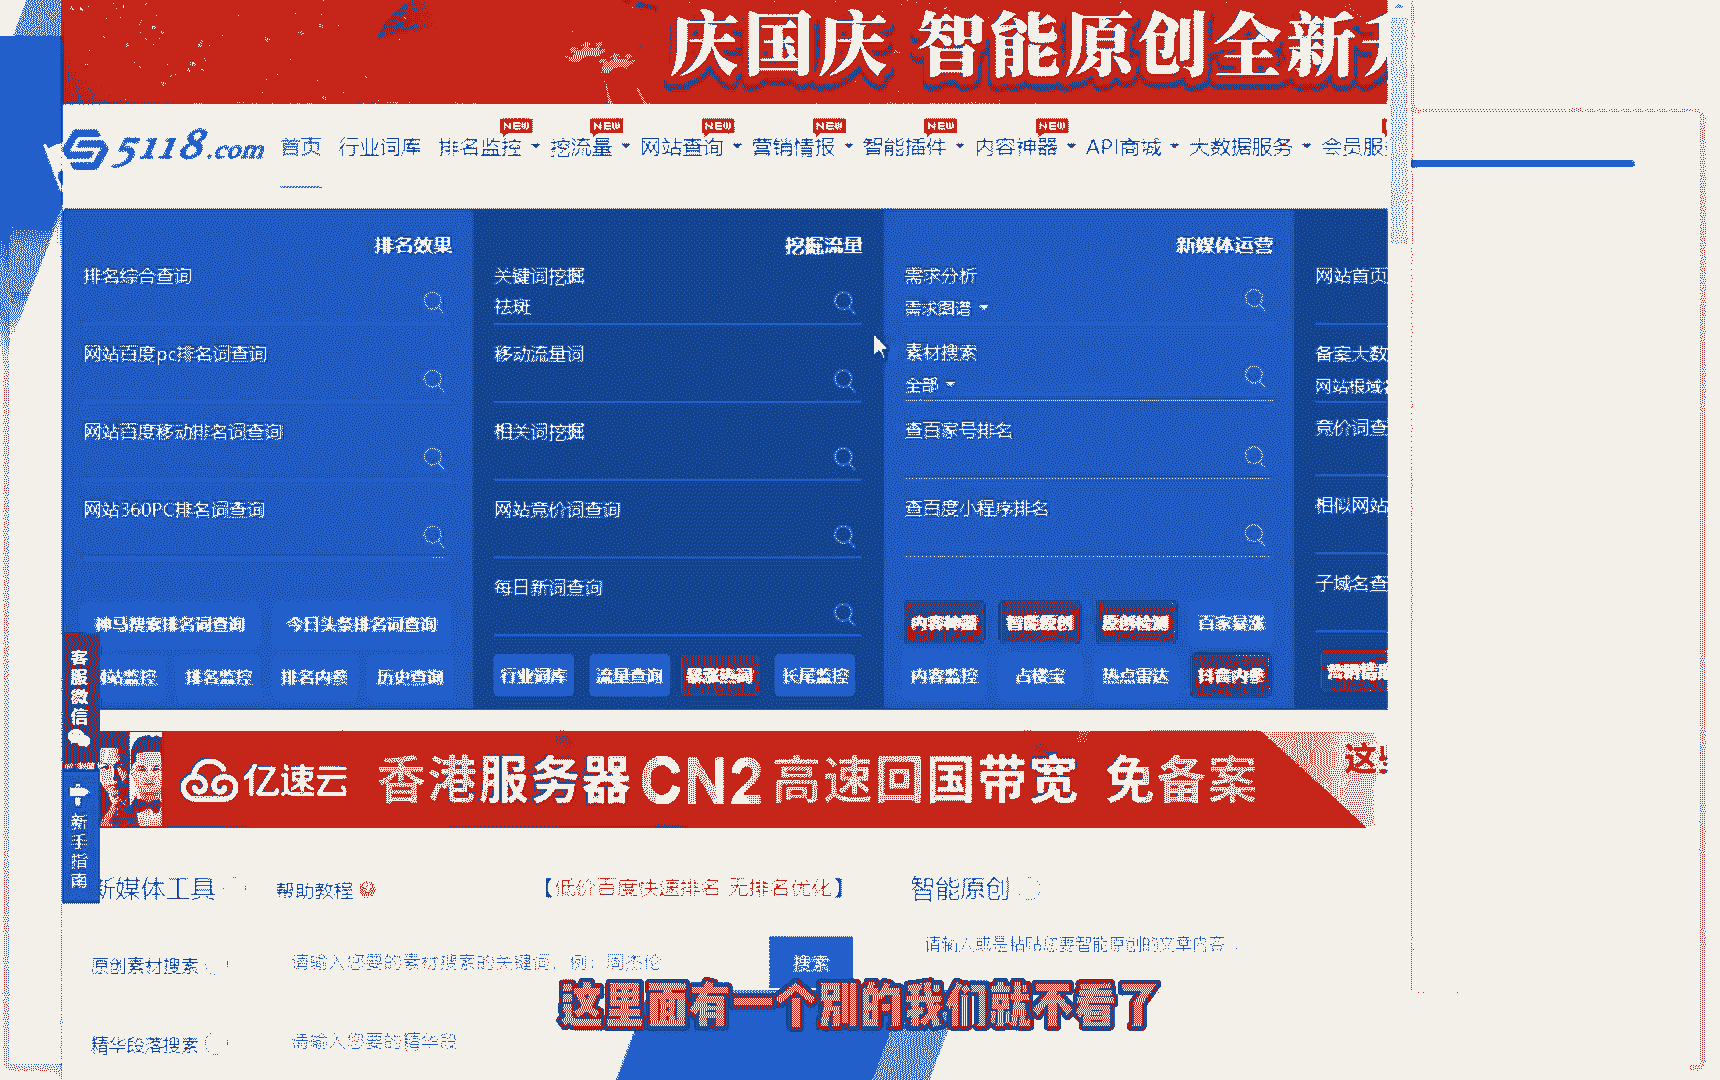 庆国庆 智能原创全新升
5118.com 首页 行业词库 排名监控 NEW 挖流量 NEW 网站查询 NEW 营销情报 NEW 智能插件 NEW 内容神器 NEW API商城 大数据服务 会员服
排名效果 挖掘流量 新媒体运营
排名综合查询 关键词挖掘 需求分析 网站首页
祛斑 需求图谱
网站百度pc排名词查询 移动流量词 素材搜索 备案大数
全部 网站根域名
网站百度移动排名词查询 相关词挖掘 查百家号排名 竞价词查
网站360PC排名词查询 网站竞价词查询 查百度小程序排名 相似网站
每日新词查询 子域名查
神马搜索排名词查询 今日头条排名词查询 内容神器 智能原创 原创检测 百家暴涨
站监控 排名监控 排名内参 历史查询 行业词库 流量查询 暴涨热词 长尾监控 内容监控 占楼宝 热点雷达 抖音内参 营销情报
客服微信
亿速云 香港服务器CN2高速回国带宽 免备案 这
新手指南
新媒体工具 帮助教程 【低价百度快速排名 无排名优化】 智能原创
请输入或是粘贴您要智能原创的文章内容...
原创素材搜索 请输入您要的素材搜索的关键词，例：周杰伦 搜索
这里面有一个别的我们就不看了
精华段落搜索 请输入您要的精华段